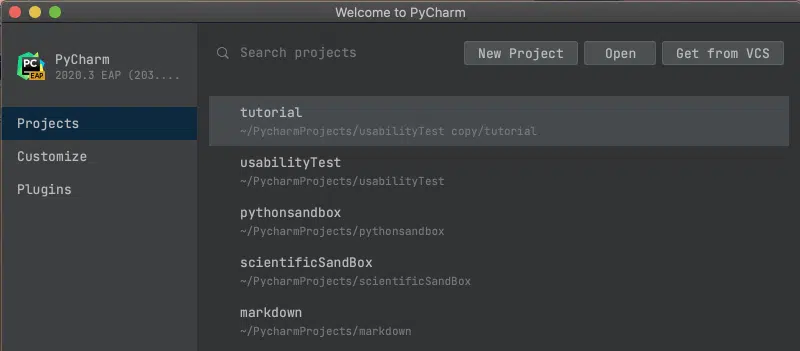 Welcome to PyCharm
PC
EAP
PyCharm
2020.3 EAP (203....
Projects
Customize
Plugins
Search projects
New Project
Open
Get from VCS
tutorial
~/PycharmProjects/usabilityTest copy/tutorial
usabilityTest
~/PycharmProjects/usabilityTest
pythonsandbox
~/PycharmProjects/pythonsandbox
scientificSandBox
~/PycharmProjects/scientificSandBox
markdown
~/PycharmProjects/markdown